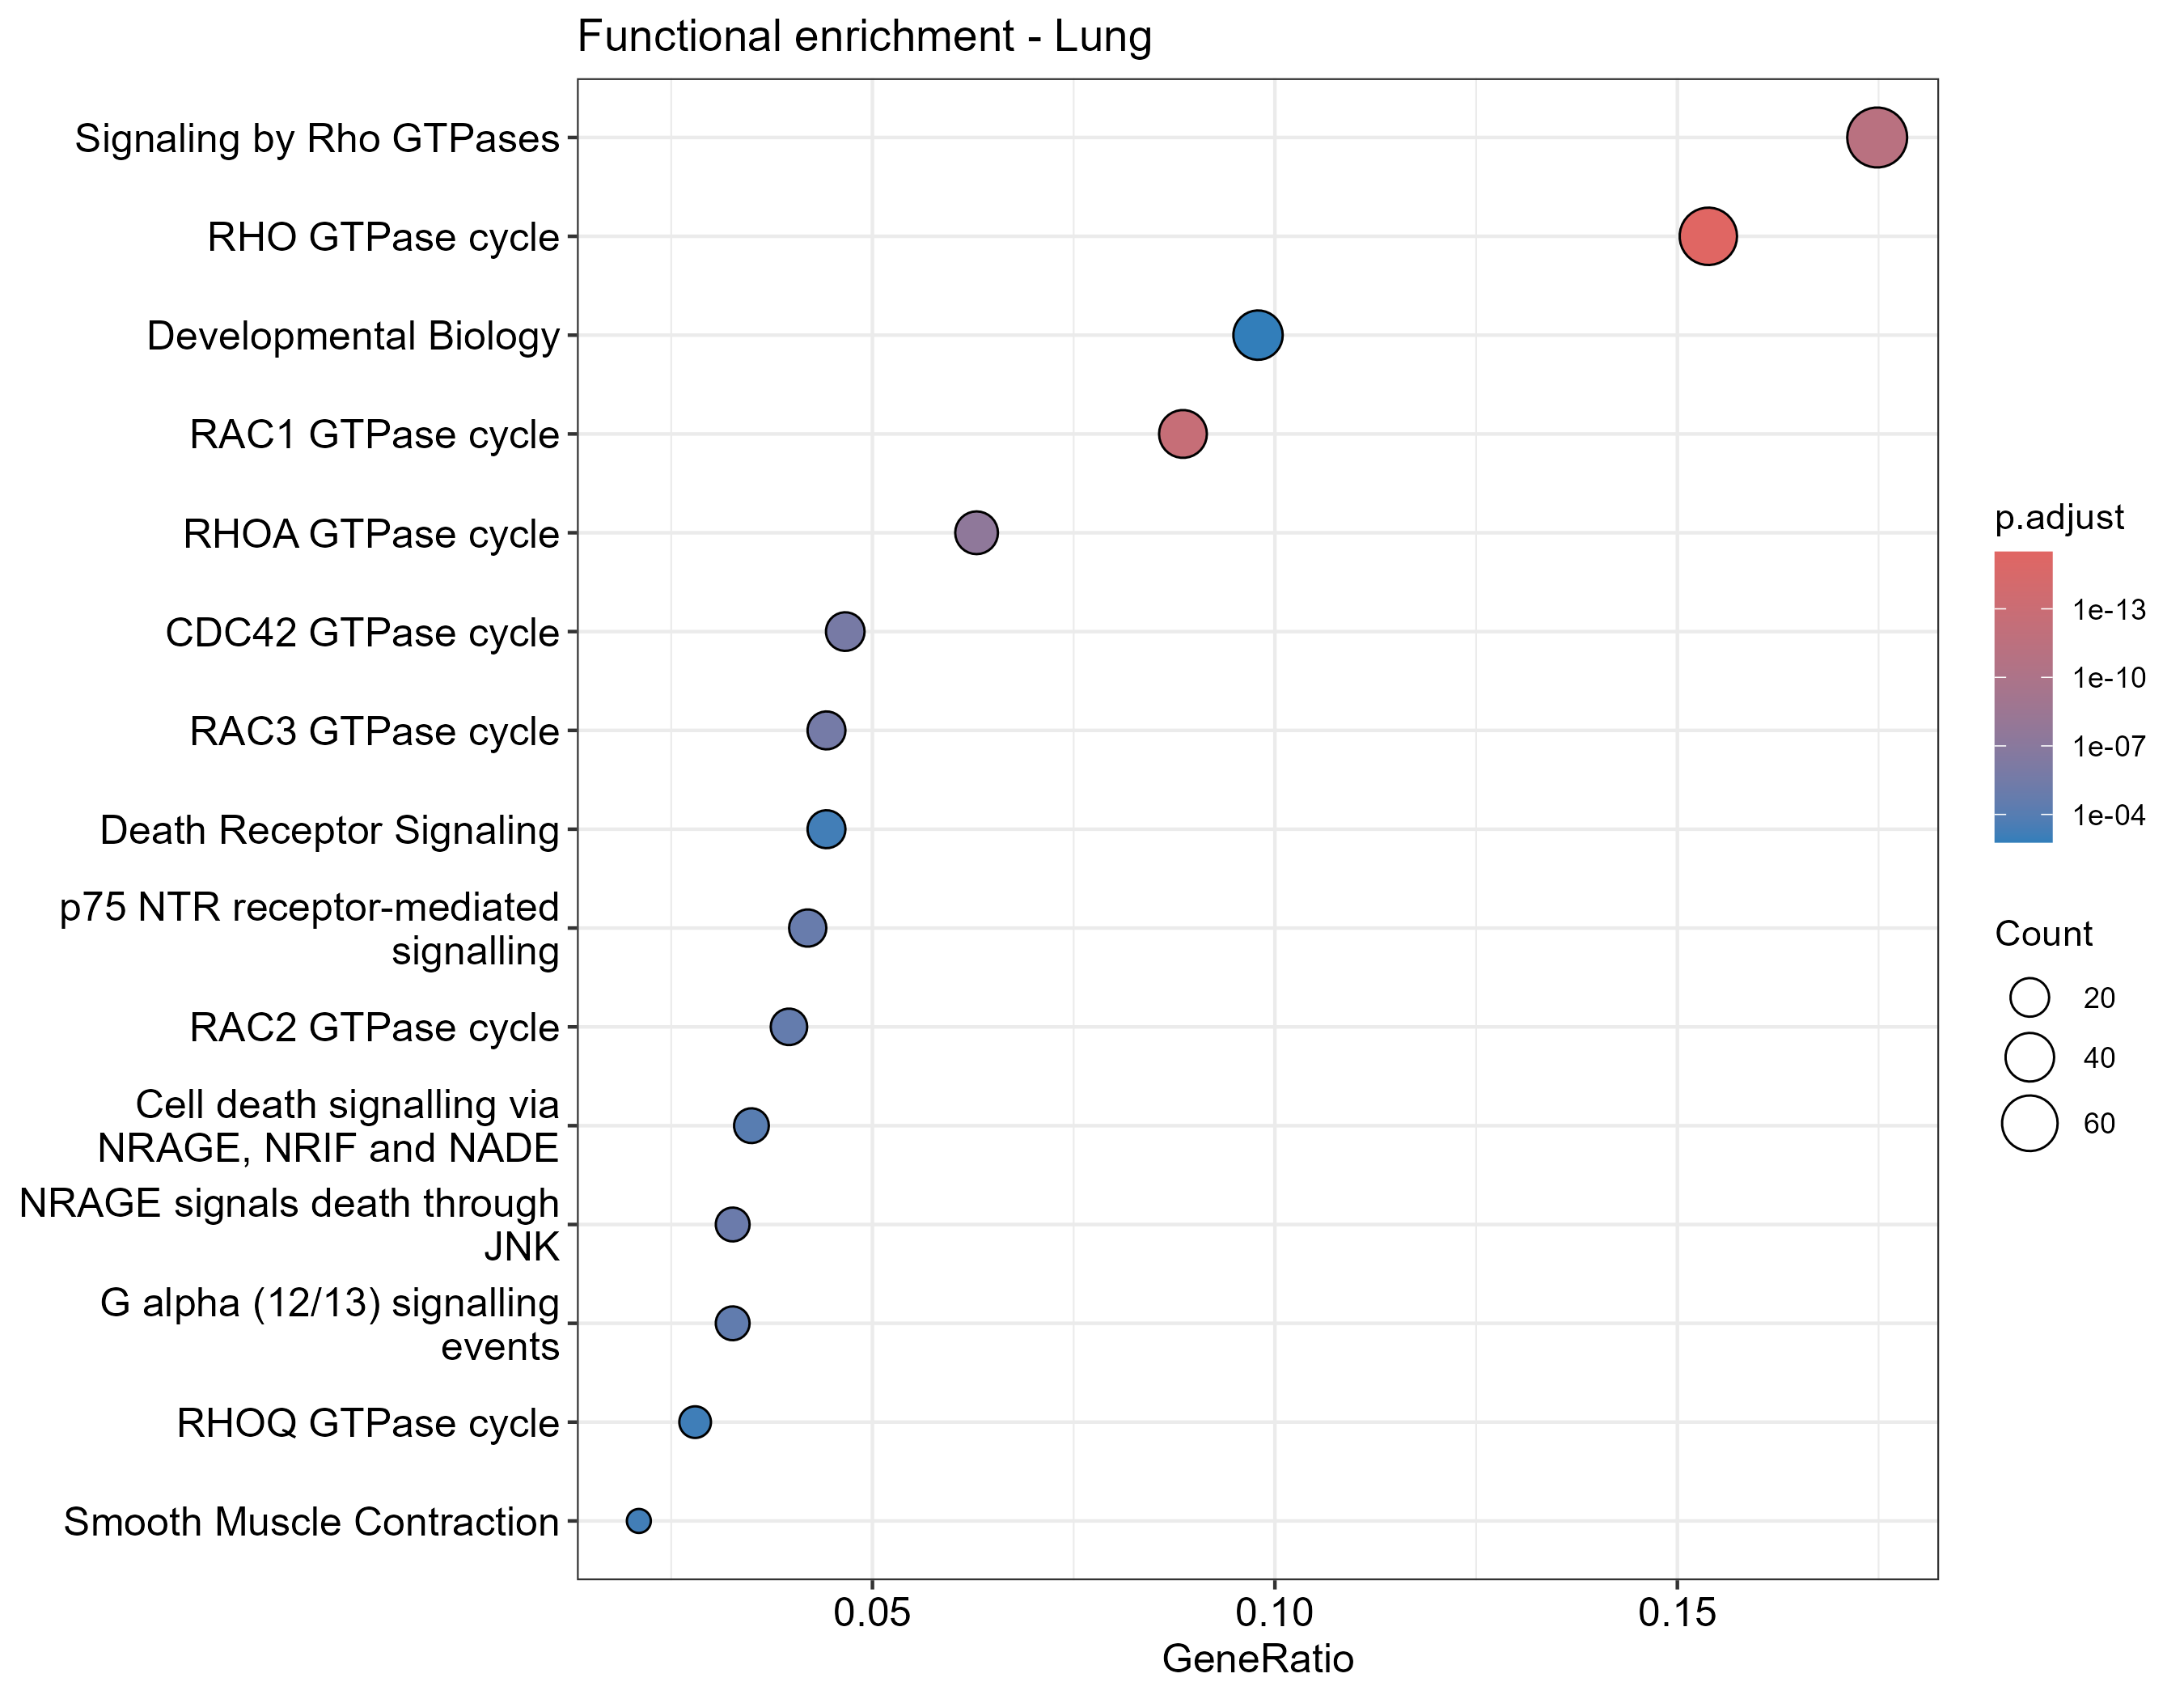 Functional enrichment - Lung
Signaling by Rho GTPases
RHO GTPase cycle
Developmental Biology
RAC1 GTPase cycle
RHOA GTPase cycle
CDC42 GTPase cycle
RAC3 GTPase cycle
Death Receptor Signaling
p75 NTR receptor-mediated
signalling
RAC2 GTPase cycle
Cell death signalling via
NRAGE, NRIF and NADE
NRAGE signals death through
JNK
G alpha (12/13) signalling
events
RHOQ GTPase cycle
Smooth Muscle Contraction
0.05
0.10
0.15
GeneRatio
p.adjust
1e-13
1e-10
1e-07
1e-04
Count
20
40
60